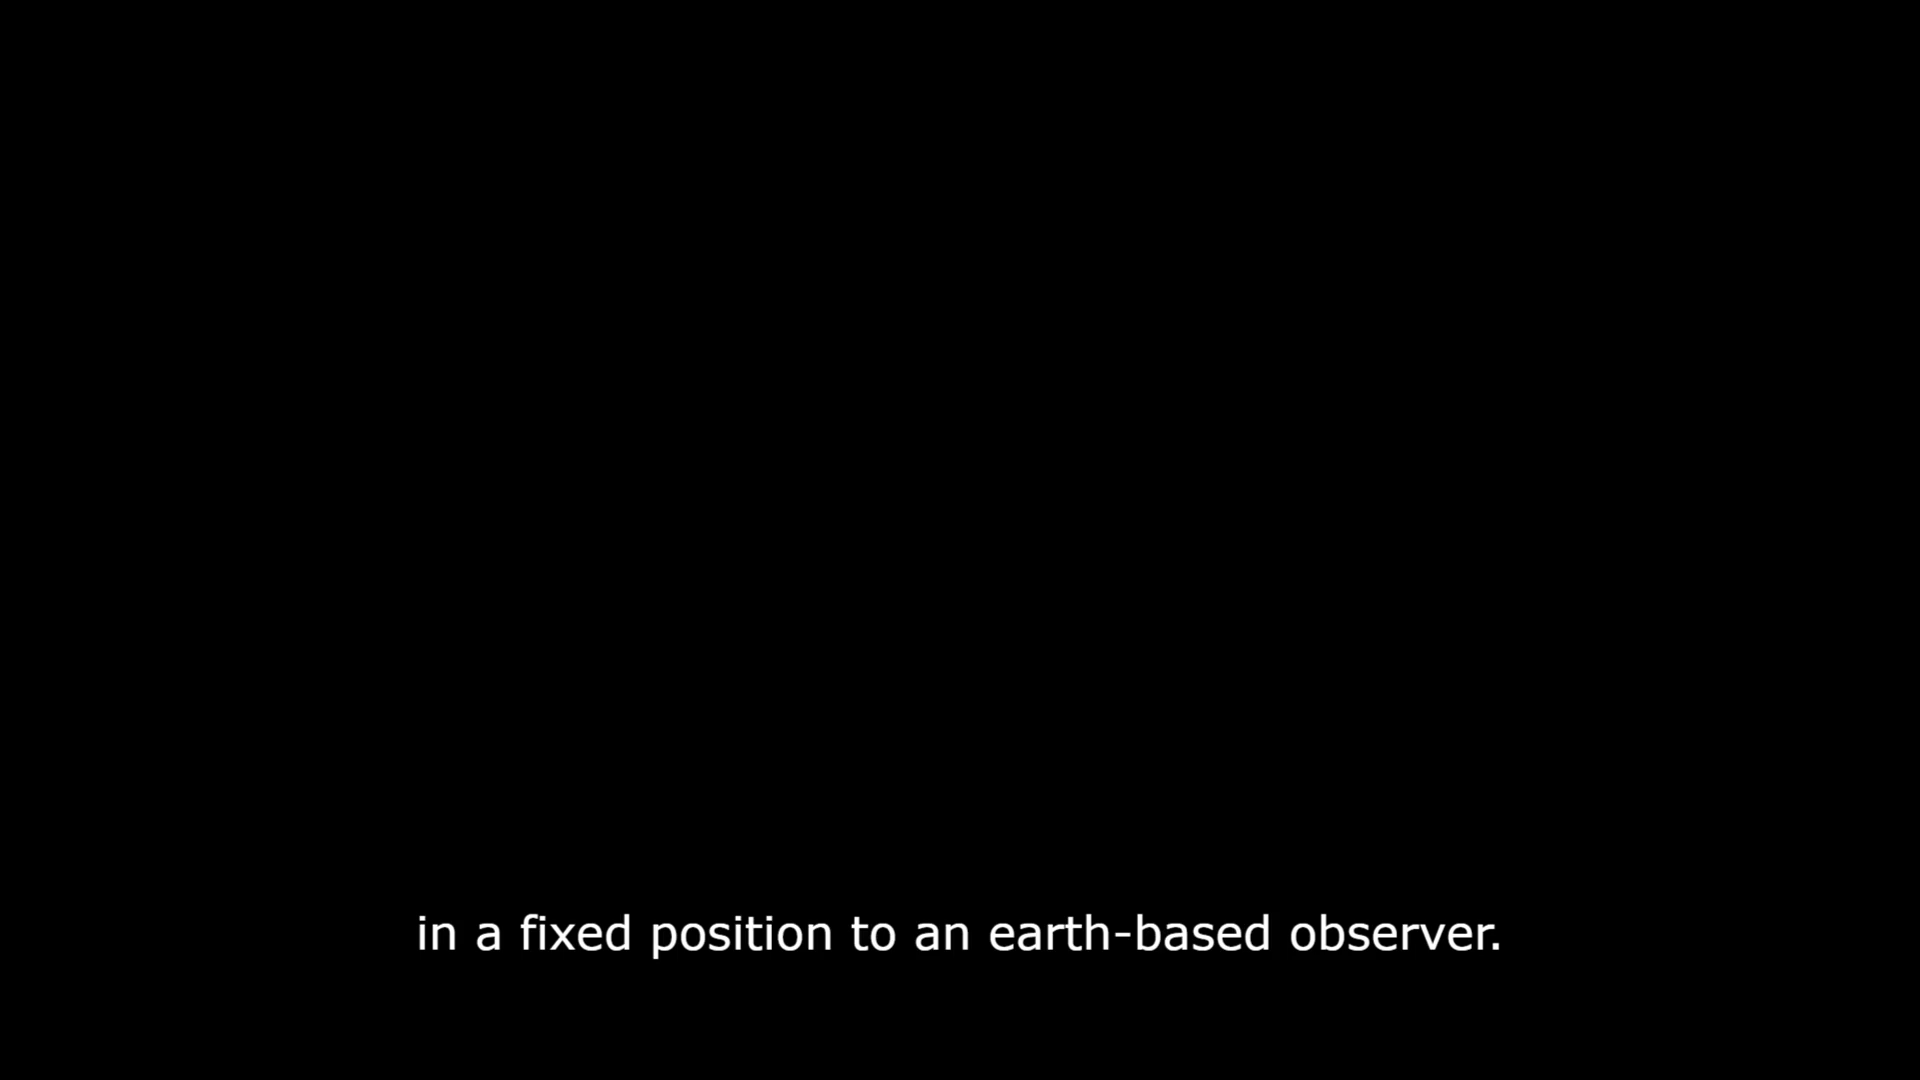 in a fixed position to an earth-based observer.